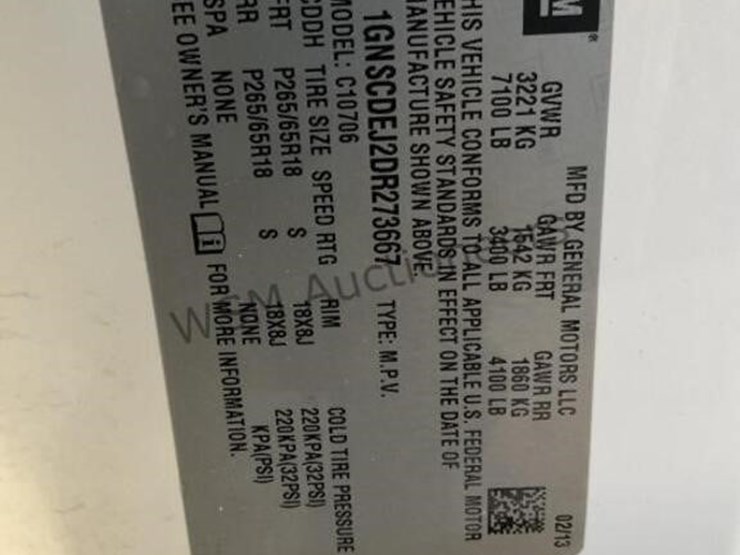 GM
MFD BY GENERAL MOTORS LLC 02/13
GVWR GAWR FRT GAWR RR
3221 KG 1542 KG 1860 KG
7100 LB 3400 LB 4100 LB
HIS VEHICLE CONFORMS TO ALL APPLICABLE U.S. FEDERAL MOTOR
EHICLE SAFETY STANDARDS IN EFFECT ON THE DATE OF
ANUFACTURE SHOWN ABOVE.
1GNSCDEJ2DR273667 TYPE: M.P.V.
MODEL: C10706
CDDH TIRE SIZE SPEED RTG RIM COLD TIRE PRESSURE
FRT P265/65R18 S 18X8J 220KPA(32PSI)
RR P265/65R18 S 18X8J 220KPA(32PSI)
SPA NONE NONE KPA(PSI)
EE OWNER'S MANUAL i FOR MORE INFORMATION.